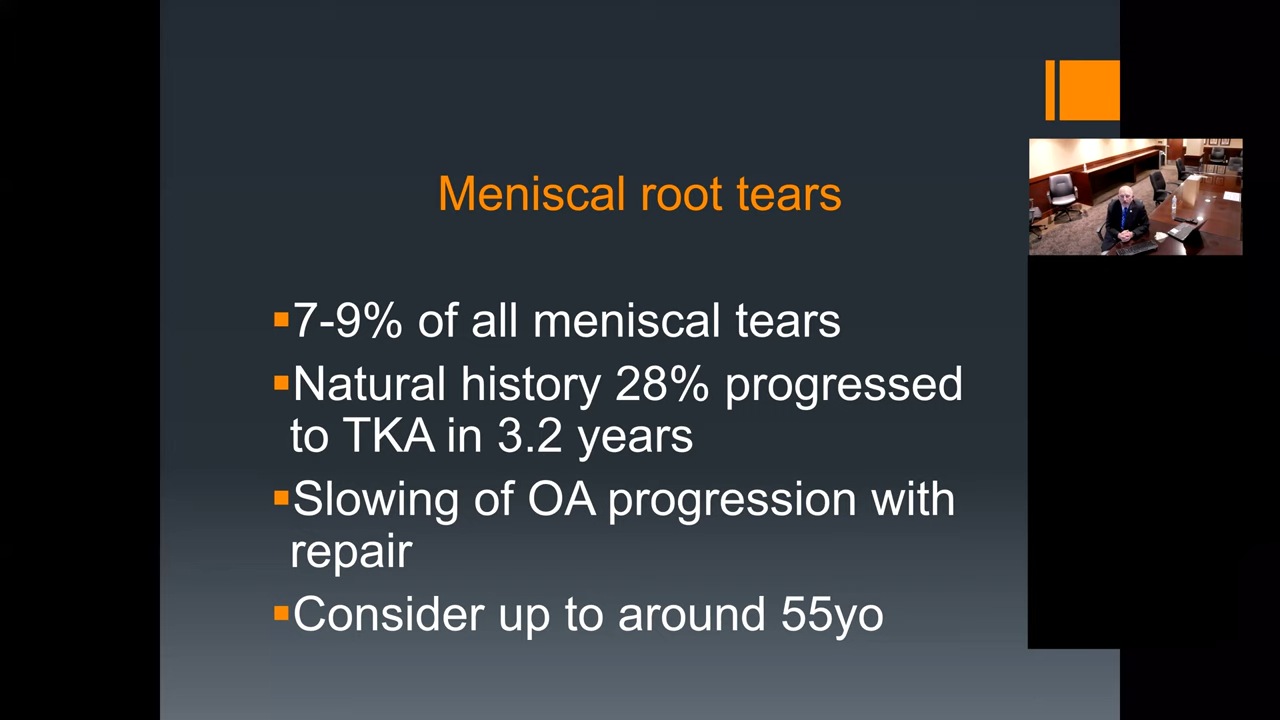 Meniscal root tears
7-9% of all meniscal tears
Natural history 28% progressed
to TKA in 3.2 years
Slowing of OA progression with
repair
Consider up to around 55yo